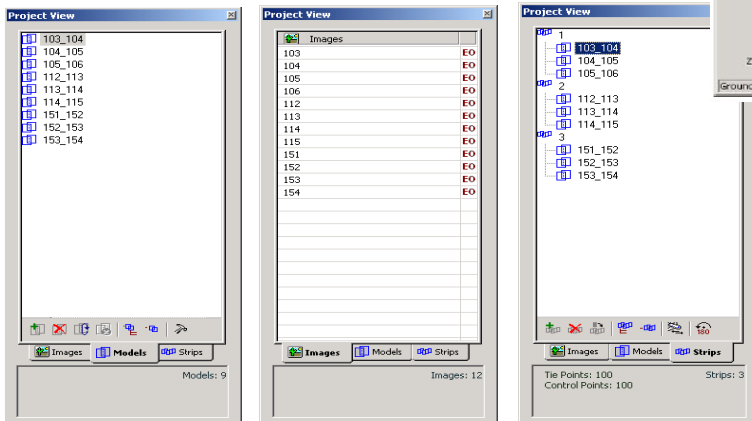 Project View
103_104
104_105
105_106
112_113
113_114
114_115
151_152
152_153
153_154
Images Models Strips
Models: 9
Project View
Images
103 EO
104 EO
105 EO
106 EO
112 EO
113 EO
114 EO
115 EO
151 EO
152 EO
153 EO
154 EO
Images Models Strips
Images: 12
Project View
1
103_104
104_105
105_106
2
112_113
113_114
114_115
3
151_152
152_153
153_154
180
Images Models Strips
Tie Points: 100 Strips: 3
Control Points: 100
Z
Ground